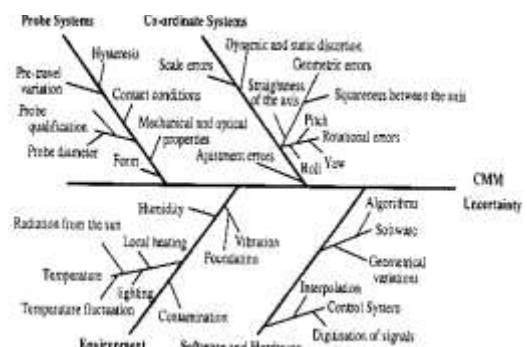 Probe Systems
Co-ordinate Systems
Hysteresis
Pre-travel
variation
Contact conditions
Probe
qualification
Mechanical and optical
properties
Probe diameter
Form
Dynamic and static distortion
Scale errors
Geometric errors
Straightness
of the axis
Squareness between the axis
Pitch
Rotational errors
Yaw
Roll
CMM
Uncertainty
Humidity
Radiation from the sun
Local heating
Vibration
Foundation
Temperature
lighting
Temperature fluctuation
Contamination
Environment
Algorithm
Software
Geometrical
variations
Interpolation
Control System
Digitisation of signals
Software and Hardware